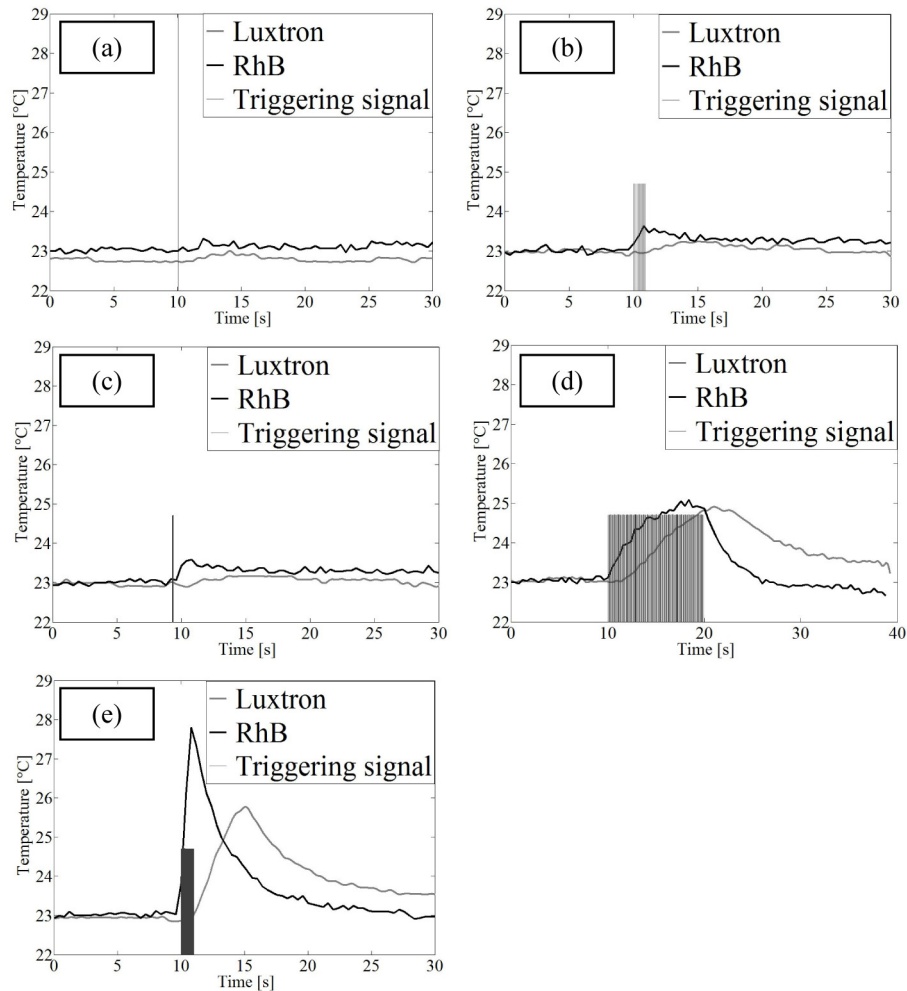 (a)
Luxtron
RhB
Triggering signal
Temperature [°C]
29
28
27
26
25
24
23
22
0 5 10 15 20 25 30
Time [s]
(b)
Luxtron
RhB
Triggering signal
Temperature [°C]
29
28
27
26
25
24
23
22
0 5 10 15 20 25 30
Time [s]
(c)
Luxtron
RhB
Triggering signal
Temperature [°C]
29
28
27
26
25
24
23
22
0 5 10 15 20 25 30
Time [s]
(d)
Luxtron
RhB
Triggering signal
Temperature [°C]
29
28
27
26
25
24
23
22
0 10 20 30 40
Time [s]
(e)
Luxtron
RhB
Triggering signal
Temperature [°C]
29
28
27
26
25
24
23
22
0 5 10 15 20 25 30
Time [s]